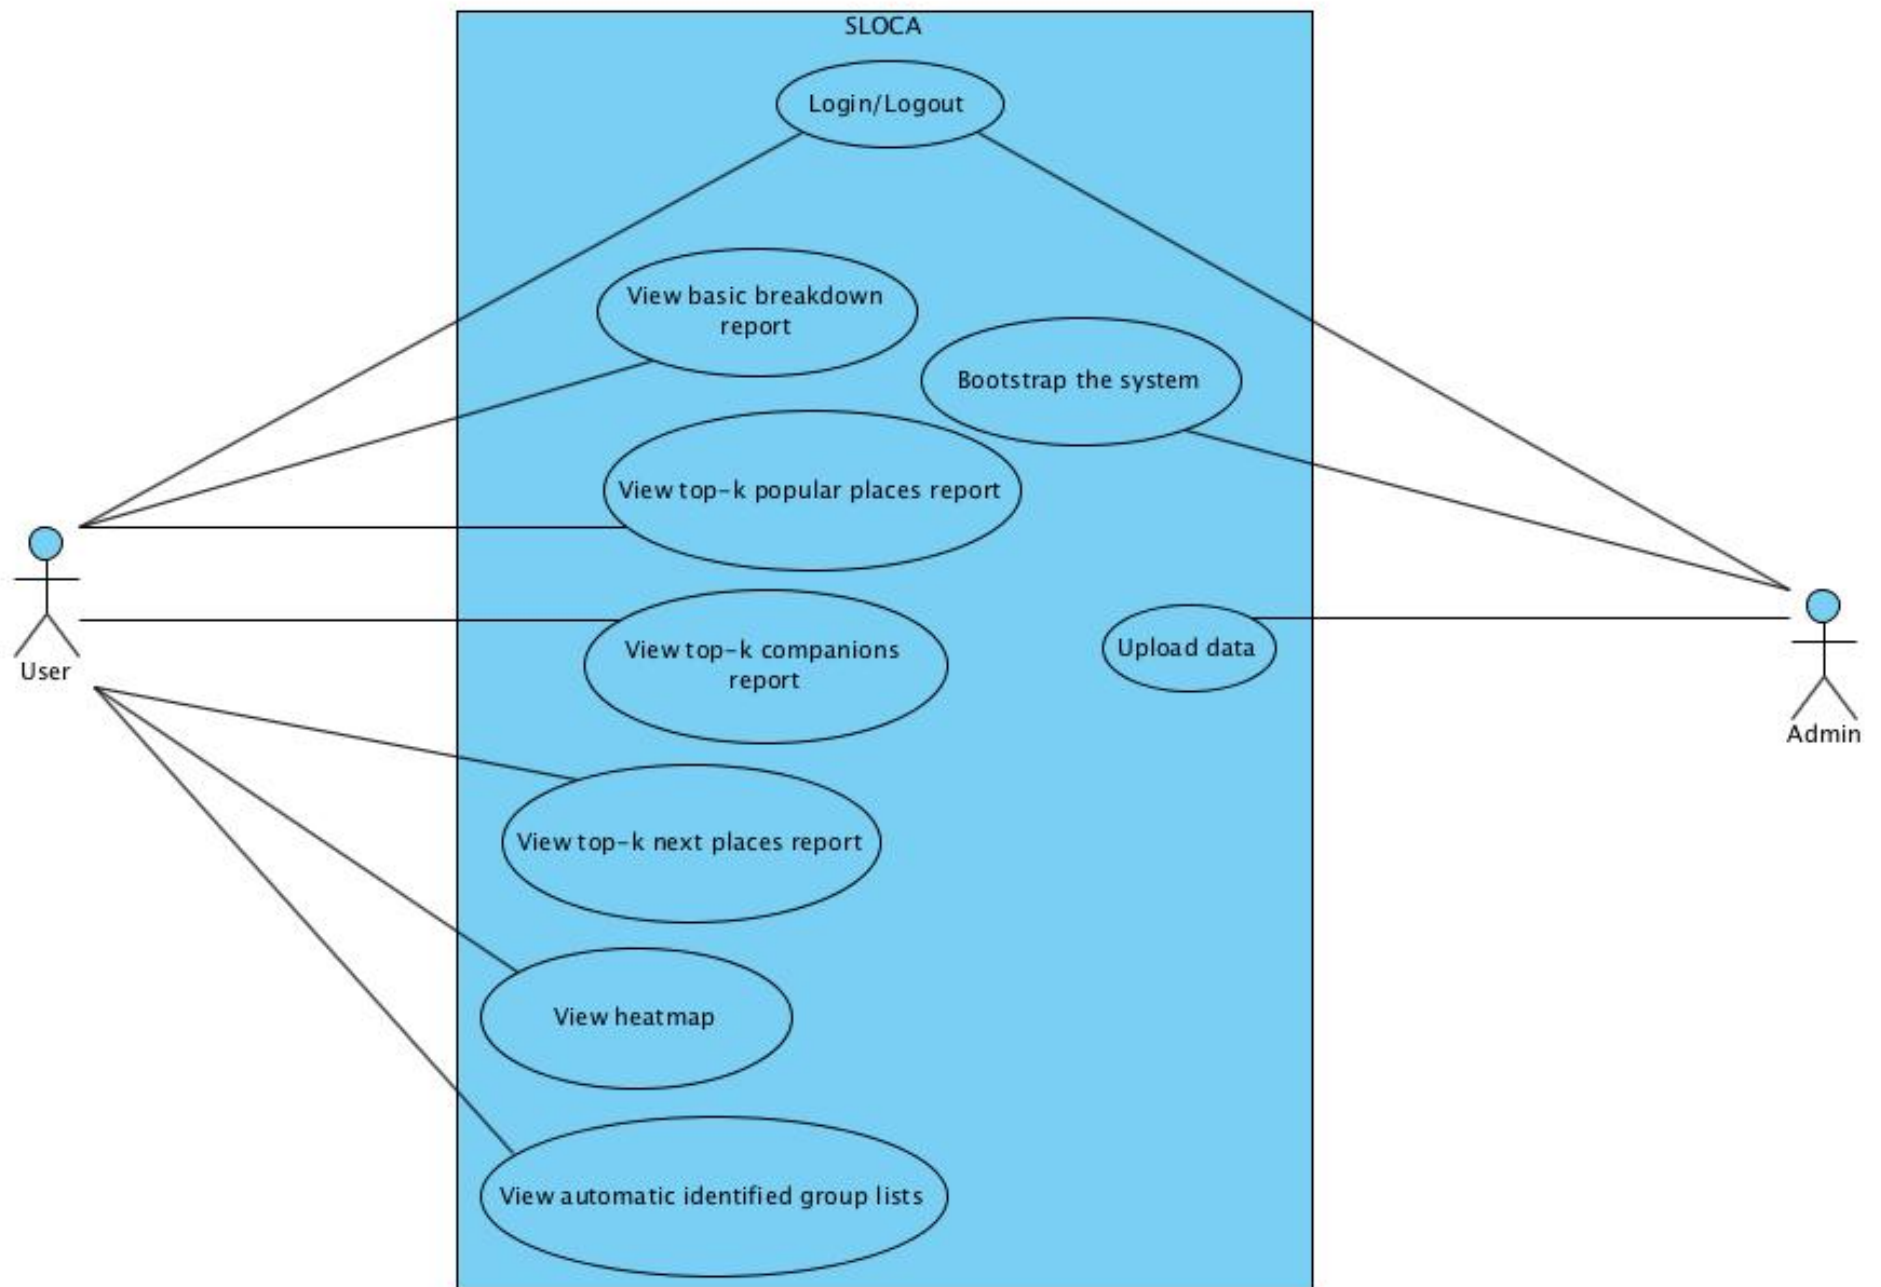 SLOCA
Login/Logout
View basic breakdown
report
Bootstrap the system
View top-k popular places report
User
View top-k companions
report
Upload data
Admin
View top-k next places report
View heatmap
View automatic identified group lists